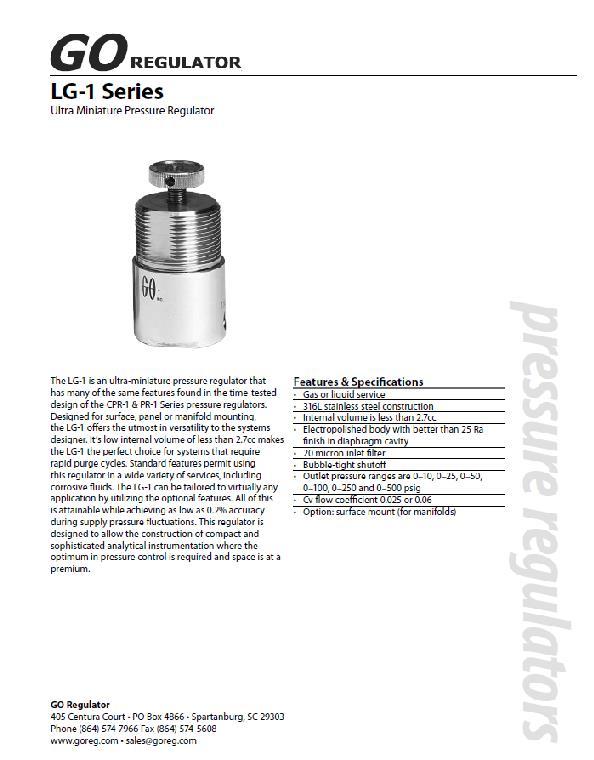 GO REGULATOR
LG-1 Series
Ultra Miniature Pressure Regulator
GO
The LG-1 is an ultra-miniature pressure regulator that
has many of the same features found in the time-tested
design of the CPR-1 & PR-1 Series pressure regulators.
Designed for surface, panel or manifold mounting,
the LG-1 offers the utmost in versatility to the systems
designer. It's low internal volume of less than 2.7cc makes
the LG-1 the perfect choice for systems that require
rapid purge cycles. Standard features permit using
this regulator in a wide variety of services, including
corrosive fluids. The LG-1 can be tailored to virtually any
application by utilizing the optional features. All of this
is attainable while achieving as low as 0.2% accuracy
during supply pressure fluctuations. This regulator is
designed to allow the construction of compact and
sophisticated analytical instrumentation where the
optimum in pressure control is required and space is at a
premium.
Features & Specifications
• Gas or liquid service
• 316L stainless steel construction
• Internal volume is less than 2.7cc
• Electropolished body with better than 25 Ra
finish in diaphragm cavity
• 20 micron inlet filter
• Bubble-tight shutoff
• Outlet pressure ranges are 0–10, 0–25, 0–50,
0–100, 0–250 and 0–500 psig
• Cv flow coefficient 0.025 or 0.06
• Option: surface mount (for manifolds)
pressure regulators
GO Regulator
405 Centura Court • PO Box 4866 • Spartanburg, SC 29303
Phone (864) 574-7966 Fax (864) 574-5608
www.goreg.com • sales@goreg.com